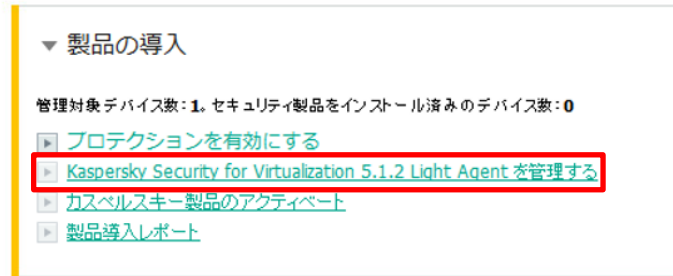 製品の導入
管理対象デバイス数：1。セキュリティ製品をインストール済みのデバイス数：0
プロテクションを有効にする
Kaspersky Security for Virtualization 5.1.2 Light Agent を管理する
カスペルスキー製品のアクティベート
製品導入レポート